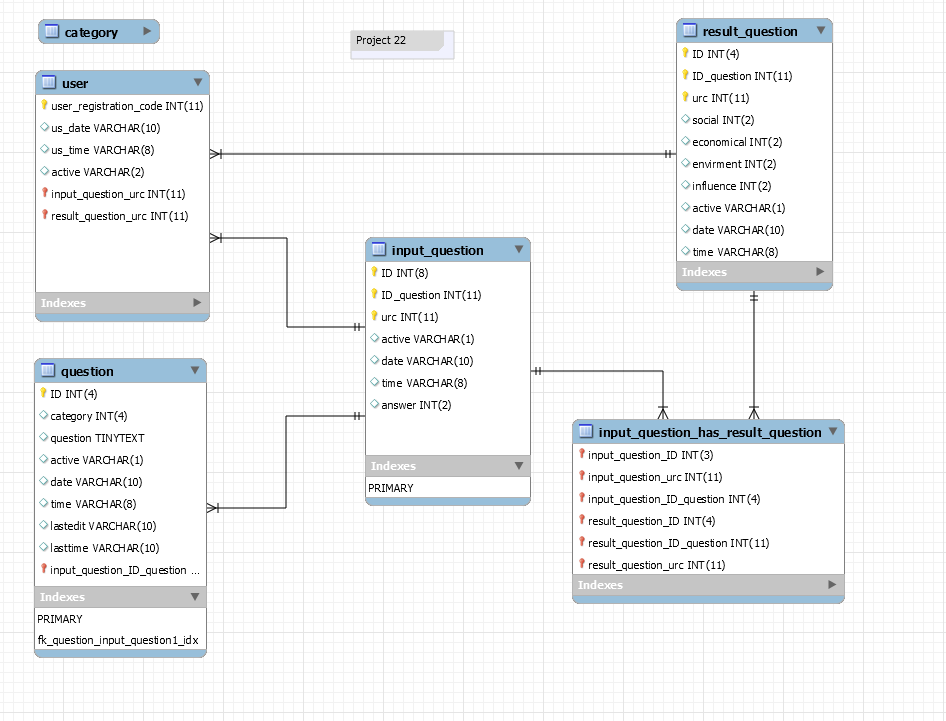 category
Project 22
user
user_registration_code INT(11)
us_date VARCHAR(10)
us_time VARCHAR(8)
active VARCHAR(2)
input_question_urc INT(11)
result_question_urc INT(11)
Indexes
question
ID INT(4)
category INT(4)
question TINYTEXT
active VARCHAR(1)
date VARCHAR(10)
time VARCHAR(8)
lastedit VARCHAR(10)
lasttime VARCHAR(10)
input_question_ID_question ...
Indexes
PRIMARY
fk_question_input_question1_idx
input_question
ID INT(8)
ID_question INT(11)
urc INT(11)
active VARCHAR(1)
date VARCHAR(10)
time VARCHAR(8)
answer INT(2)
Indexes
PRIMARY
result_question
ID INT(4)
ID_question INT(11)
urc INT(11)
social INT(2)
economical INT(2)
envirment INT(2)
influence INT(2)
active VARCHAR(1)
date VARCHAR(10)
time VARCHAR(8)
Indexes
input_question_has_result_question
input_question_ID INT(3)
input_question_urc INT(11)
input_question_ID_question INT(4)
result_question_ID INT(4)
result_question_ID_question INT(11)
result_question_urc INT(11)
Indexes